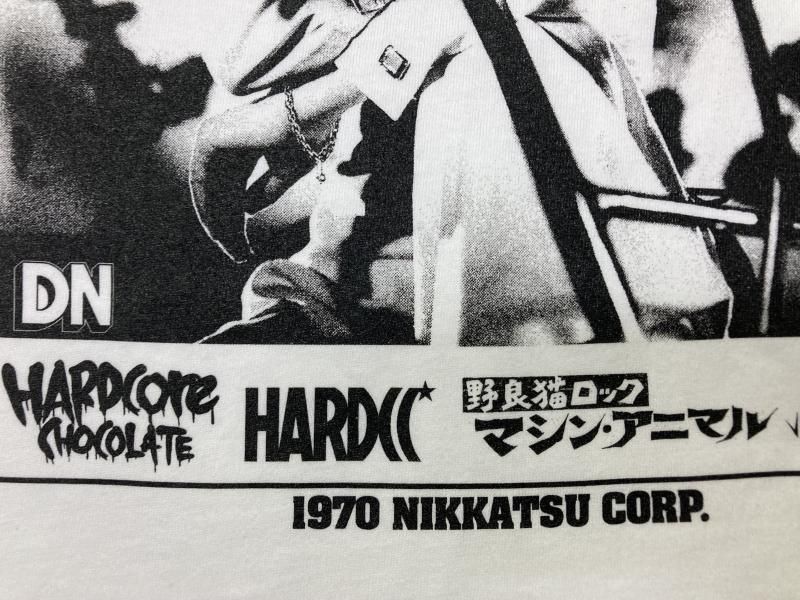 DN
HARDCORE CHOCOLATE
HARDCC★
野良猫ロック
マシン・アニマル
1970 NIKKATSU CORP.